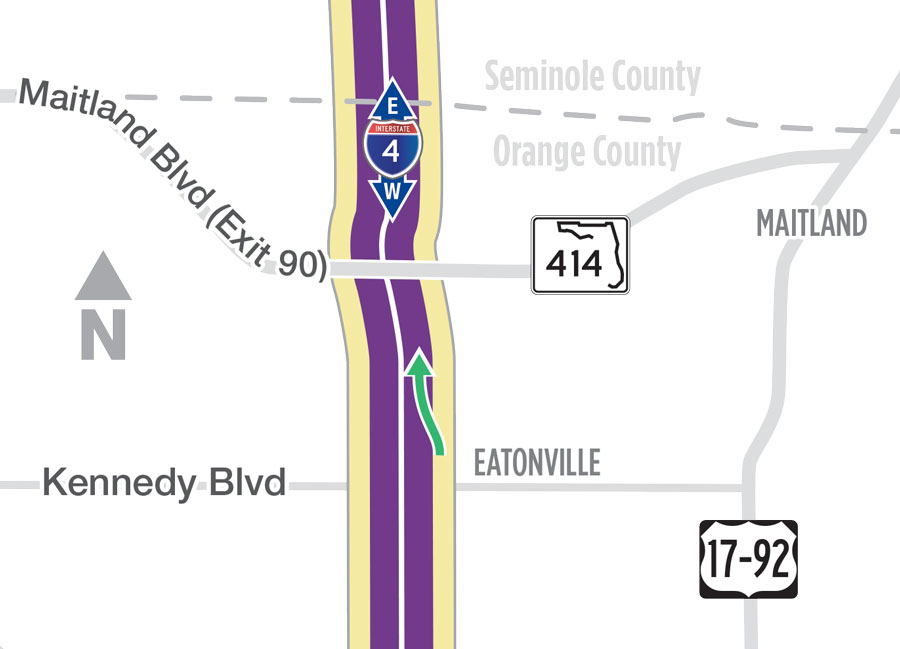 Seminole County
Maitland Blvd (Exit 90)
E
INTERSTATE
4
W
Orange County
MAITLAND
414
N
EATONVILLE
Kennedy Blvd
17-92